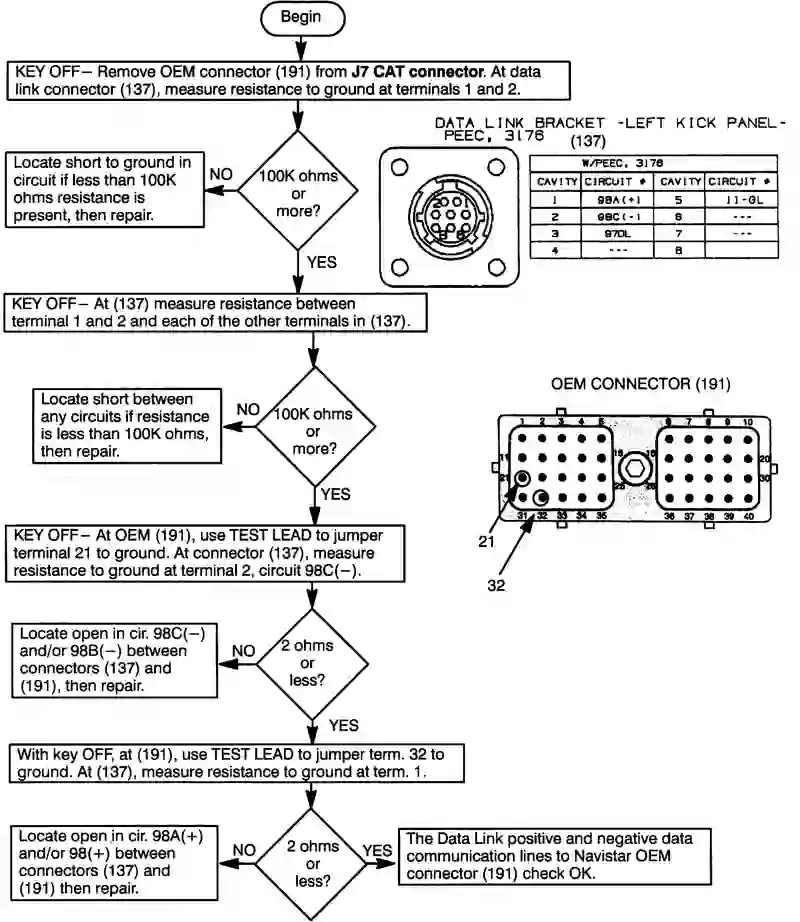 Begin
KEY OFF– Remove OEM connector (191) from J7 CAT connector. At data
link connector (137), measure resistance to ground at terminals 1 and 2.
DATA LINK BRACKET -LEFT KICK PANEL-
PEEC, 3176
(137)
W/PEEC, 3176
CAVITY CIRCUIT # CAVITY CIRCUIT #
1 98A(+) 5 11-GL
2 98C(-) 6 ---
3 97DL 7 ---
4 --- 8
Locate short to ground in
circuit if less than 100K
ohms resistance is
present, then repair.
NO
100K ohms
or
more?
YES
KEY OFF– At (137) measure resistance between
terminal 1 and 2 and each of the other terminals in (137).
Locate short between
any circuits if resistance
is less than 100K ohms,
then repair.
NO
100K ohms
or
more?
YES
OEM CONNECTOR (191)
1 2 3 4 5 6 7 8 9 10
11 15 16 20
21 25 26 30
31 32 33 34 35 36 37 38 39 40
21
32
KEY OFF– At OEM (191), use TEST LEAD to jumper
terminal 21 to ground. At connector (137), measure
resistance to ground at terminal 2, circuit 98C(–).
Locate open in cir. 98C(–)
and/or 98B(–) between
connectors (137) and
(191), then repair.
NO
2 ohms
or
less?
YES
With key OFF, at (191), use TEST LEAD to jumper term. 32 to
ground. At (137), measure resistance to ground at term. 1.
Locate open in cir. 98A(+)
and/or 98(+) between
connectors (137) and
(191) then repair.
NO
2 ohms
or
less?
YES
The Data Link positive and negative data
communication lines to Navistar OEM
connector (191) check OK.